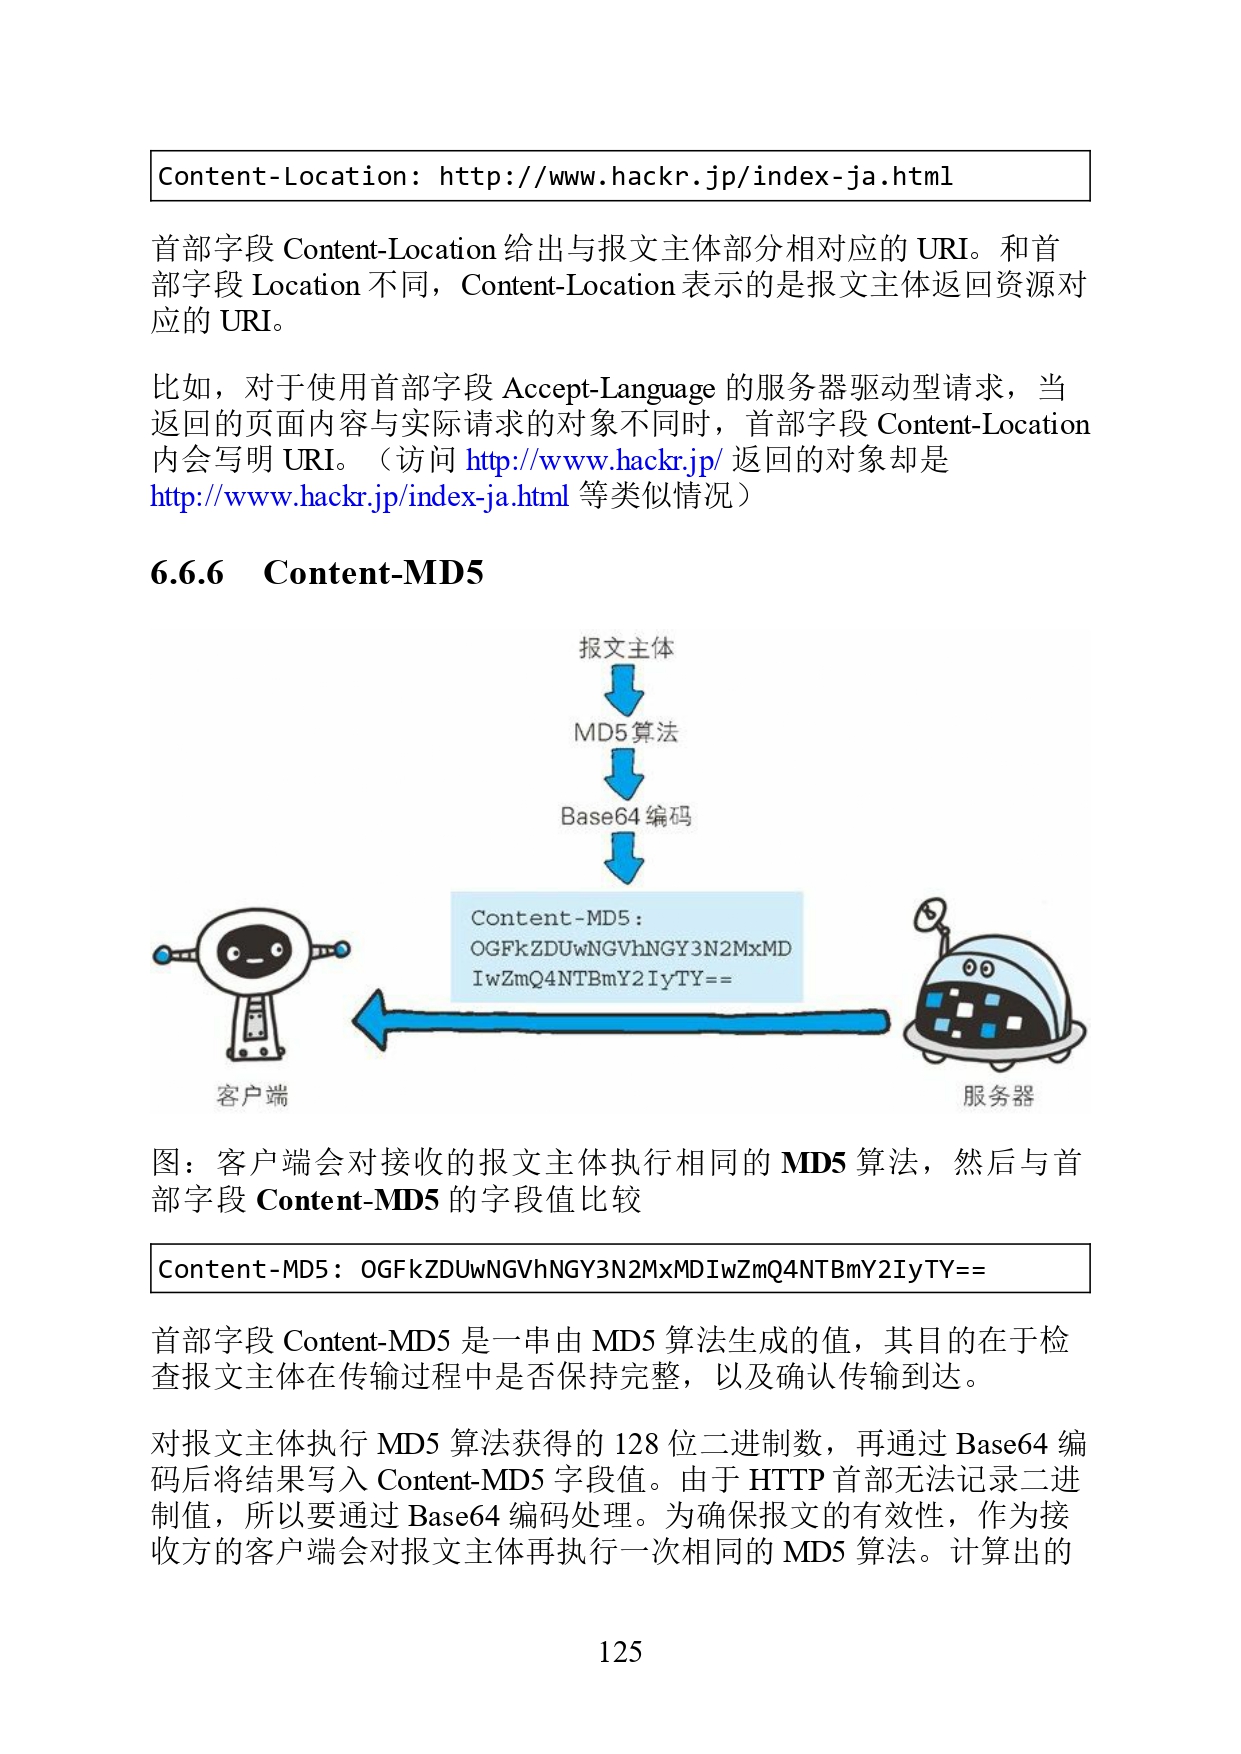 Content-Location: http://www.hackr.jp/index-ja.html
首部字段 Content-Location 给出与报文主体部分相对应的 URI。和首
部字段 Location 不同，Content-Location 表示的是报文主体返回资源对
应的 URI。
比如，对于使用首部字段 Accept-Language 的服务器驱动型请求，当
返回的页面内容与实际请求的对象不同时，首部字段 Content-Location
内会写明 URI。（访问 http://www.hackr.jp/ 返回的对象却是
http://www.hackr.jp/index-ja.html 等类似情况）
6.6.6 Content-MD5
报文主体
MD5算法
Base64编码
Content-MD5:
OGFkZDUwNGVhNGY3N2MxMD
IwZmQ4NTBmY2IyTY==
客户端
服务器
图：客户端会对接收的报文主体执行相同的 MD5 算法，然后与首
部字段 Content-MD5 的字段值比较
Content-MD5: OGFkZDUwNGVhNGY3N2MxMDIwZmQ4NTBmY2IyTY==
首部字段 Content-MD5 是一串由 MD5 算法生成的值，其目的在于检
查报文主体在传输过程中是否保持完整，以及确认传输到达。
对报文主体执行 MD5 算法获得的 128 位二进制数，再通过 Base64 编
码后将结果写入 Content-MD5 字段值。由于 HTTP 首部无法记录二进
制值，所以要通过 Base64 编码处理。为确保报文的有效性，作为接
收方的客户端会对报文主体再执行一次相同的 MD5 算法。计算出的
125